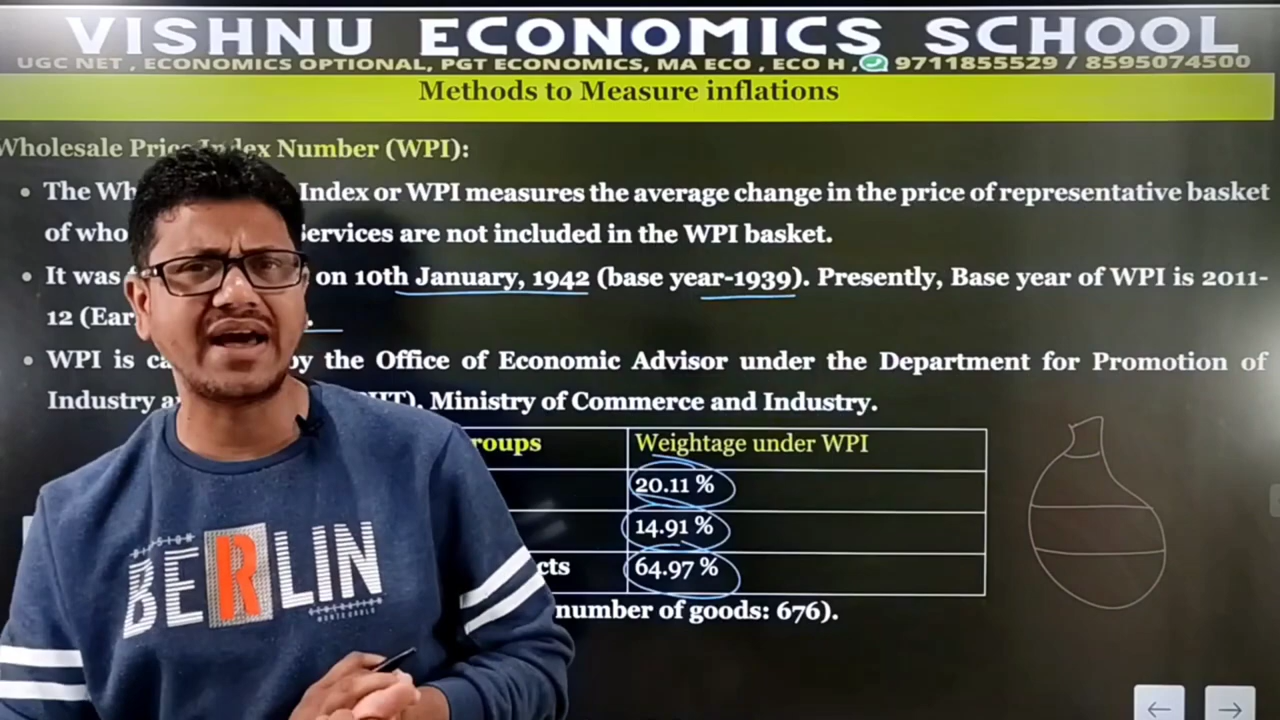 VISHNU ECONOMICS SCHOOL
UGC NET , ECONOMICS OPTIONAL, PGT ECONOMICS, MA ECO , ECO H , 9711855529 / 8595074500
Methods to Measure inflations
Wholesale Price Index Number (WPI):
• The Wh Index or WPI measures the average change in the price of representative basket
of who Services are not included in the WPI basket.
• It was on 10th January, 1942 (base year-1939). Presently, Base year of WPI is 2011-
12 (Ear .
• WPI is ca by the Office of Economic Advisor under the Department for Promotion of
Industry a IIT), Ministry of Commerce and Industry.
roups Weightage under WPI
20.11 %
14.91 %
cts 64.97 %
number of goods: 676).
BERLIN